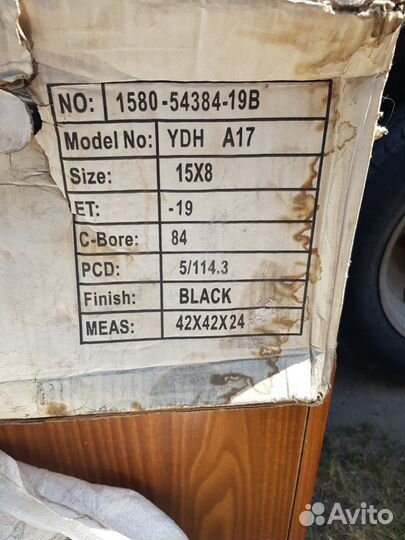 NO: 1580-54384-19B
Model No: YDH A17
Size: 15X8
ET: -19
C-Bore: 84
PCD: 5/114.3
Finish: BLACK
MEAS: 42X42X24
Avito